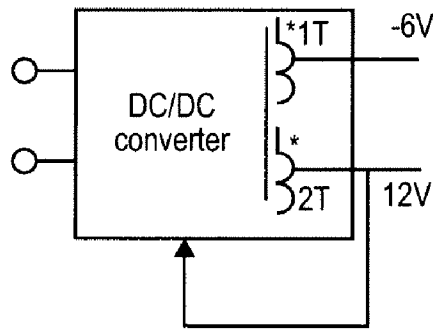 *1T
-6V
DC/DC
converter
*
2T
12V